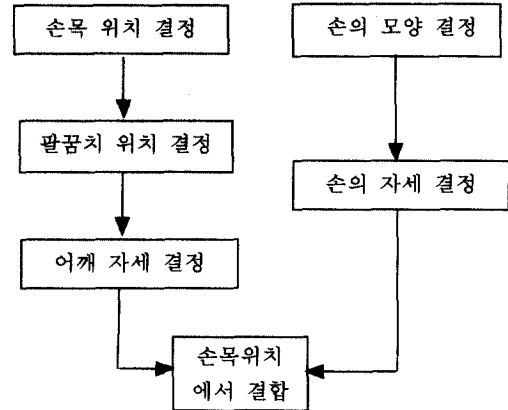 손목 위치 결정
손의 모양 결정
팔꿈치 위치 결정
손의 자세 결정
어깨 자세 결정
손목위치
에서 결합